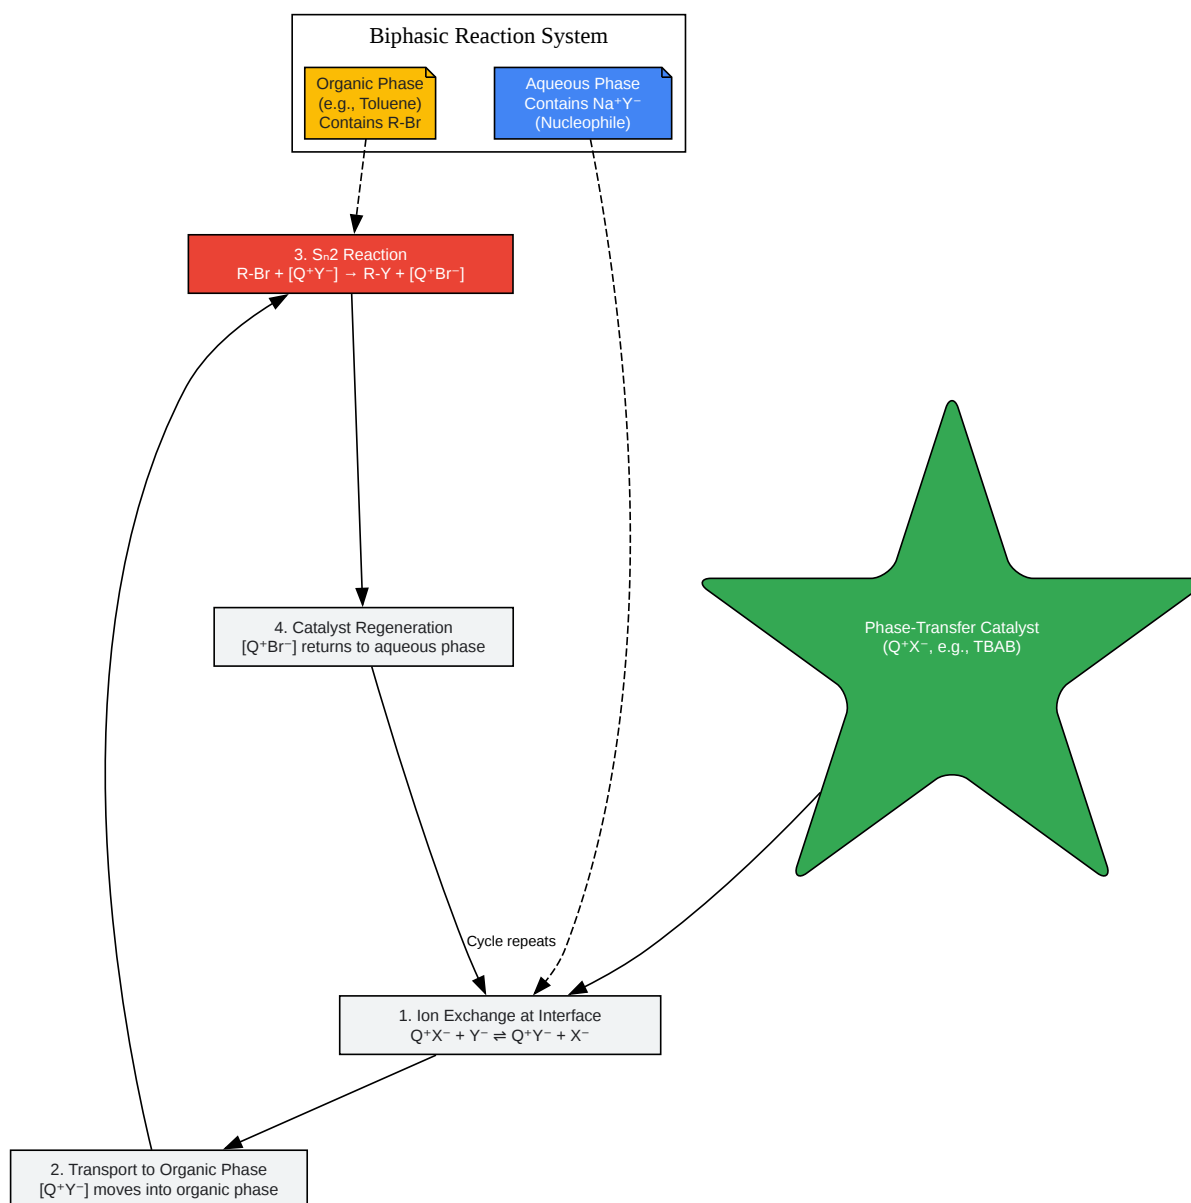 Biphasic Reaction System
Organic Phase
(e.g., Toluene)
Contains R-Br
Aqueous Phase
Contains Na⁺Y⁻
(Nucleophile)
3. Sₙ2 Reaction
R-Br + [Q⁺Y⁻] → R-Y + [Q⁺Br⁻]
Phase-Transfer Catalyst
(Q⁺X⁻, e.g., TBAB)
4. Catalyst Regeneration
[Q⁺Br⁻] returns to aqueous phase
Cycle repeats
1. Ion Exchange at Interface
Q⁺X⁻ + Y⁻ ⇌ Q⁺Y⁻ + X⁻
2. Transport to Organic Phase
[Q⁺Y⁻] moves into organic phase